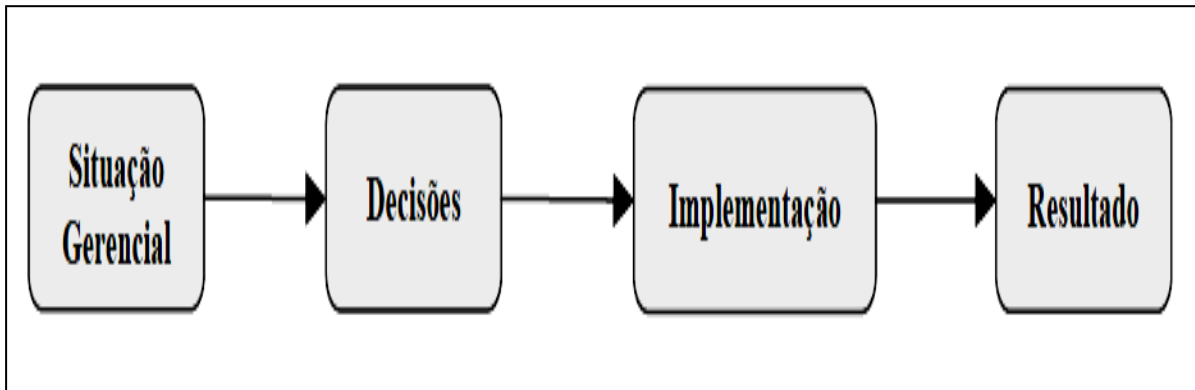 Situação
Gerencial
Decisões
Implementação
Resultado